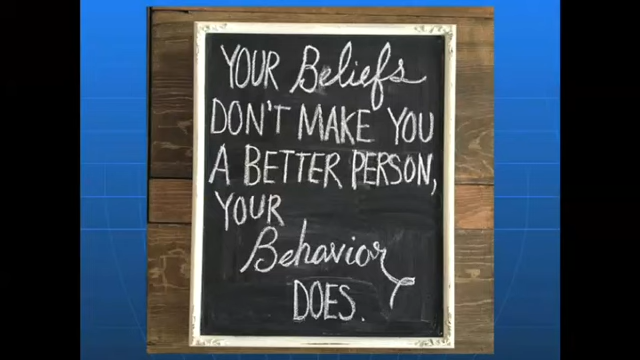 YOUR Beliefs
DON'T MAKE YOU
A BETTER PERSON,
YOUR
Behavior
DOES.